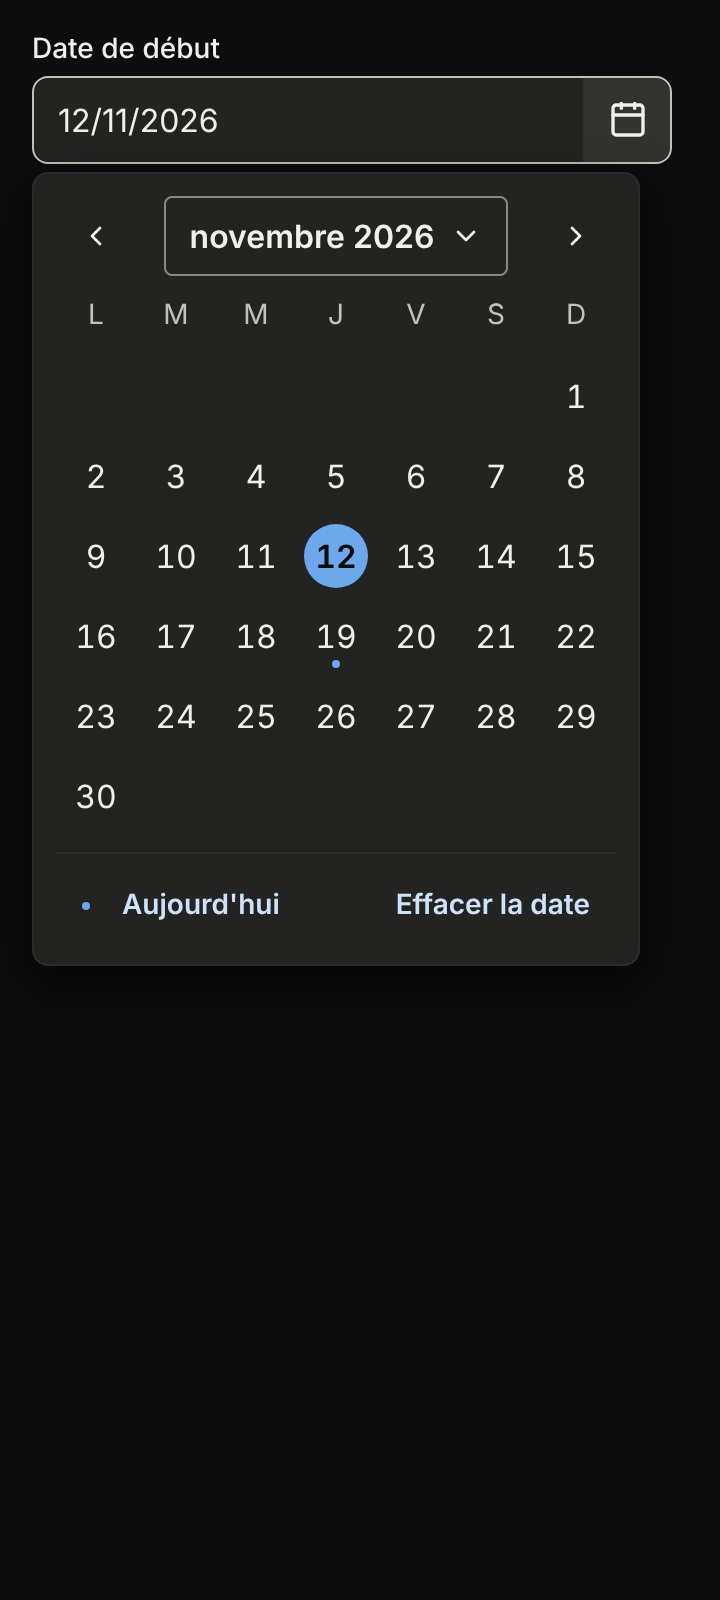 Date de début
12/11/2026
novembre 2026
L M M J V S D
1
2 3 4 5 6 7 8
9 10 11 12 13 14 15
16 17 18 19 20 21 22
23 24 25 26 27 28 29
30
Aujourd'hui Effacer la date